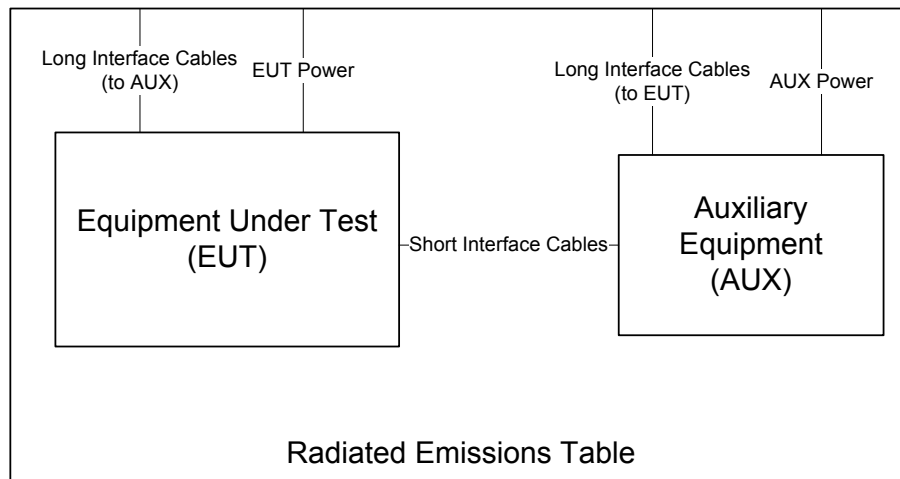 Long Interface Cables
(to AUX)
EUT Power
Long Interface Cables
(to EUT)
AUX Power
Equipment Under Test
(EUT)
Short Interface Cables
Auxiliary
Equipment
(AUX)
Radiated Emissions Table